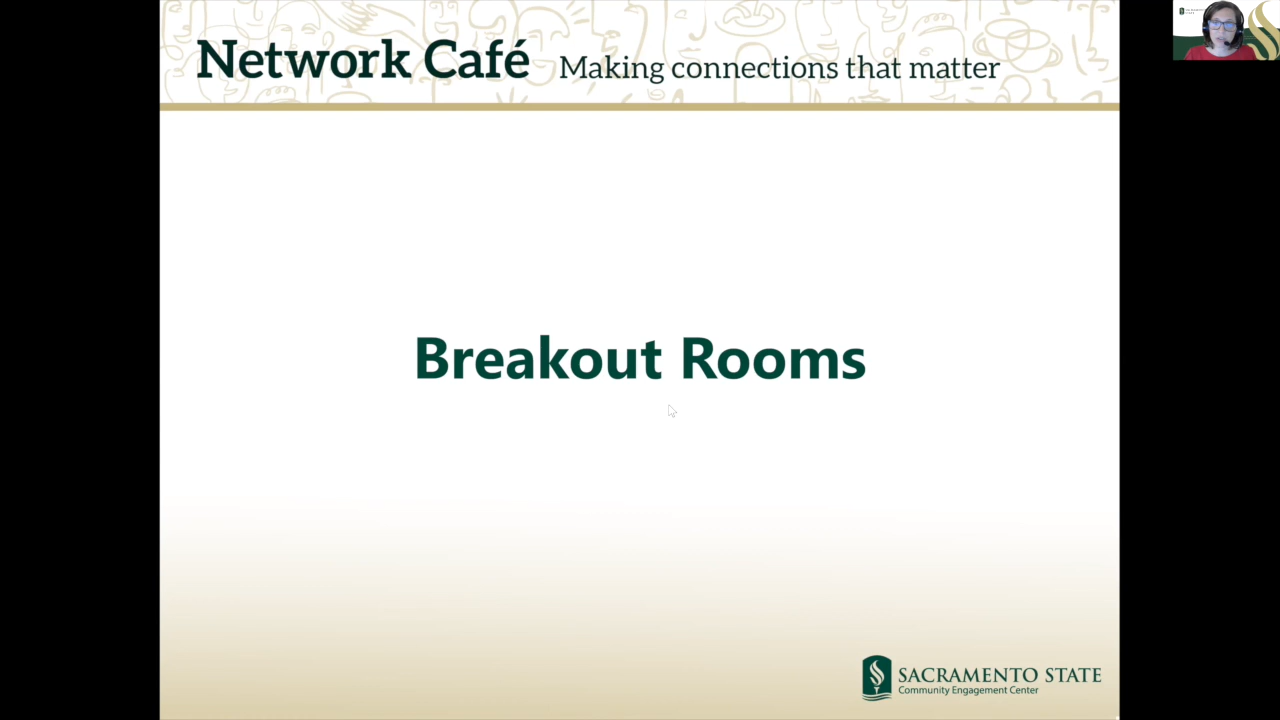 Network Café Making connections that matter
Breakout Rooms
SACRAMENTO STATE
Community Engagement Center